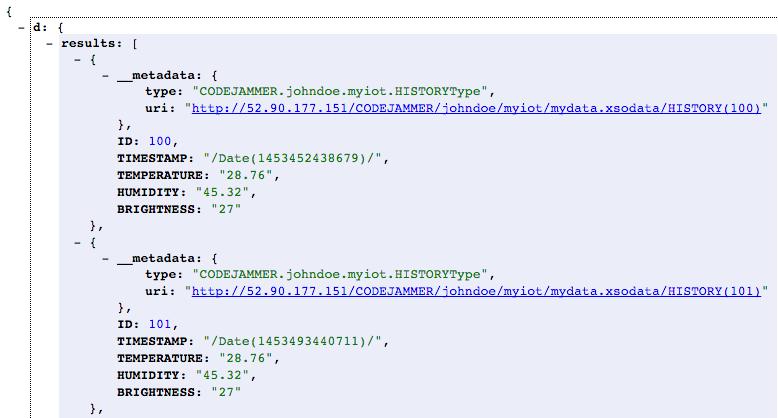 {
- d: {
- results: [
- {
- __metadata: {
type: "CODEJAMMER.johndoe.myiot.HISTORYType",
uri: "http://52.90.177.151/CODEJAMMER/johndoe/myiot/mydata.xsodata/HISTORY(100)"
},
ID: 100,
TIMESTAMP: "/Date(1453452438679)/",
TEMPERATURE: "28.76",
HUMIDITY: "45.32",
BRIGHTNESS: "27"
},
- {
- __metadata: {
type: "CODEJAMMER.johndoe.myiot.HISTORYType",
uri: "http://52.90.177.151/CODEJAMMER/johndoe/myiot/mydata.xsodata/HISTORY(101)"
},
ID: 101,
TIMESTAMP: "/Date(1453493440711)/",
TEMPERATURE: "28.76",
HUMIDITY: "45.32",
BRIGHTNESS: "27"
},